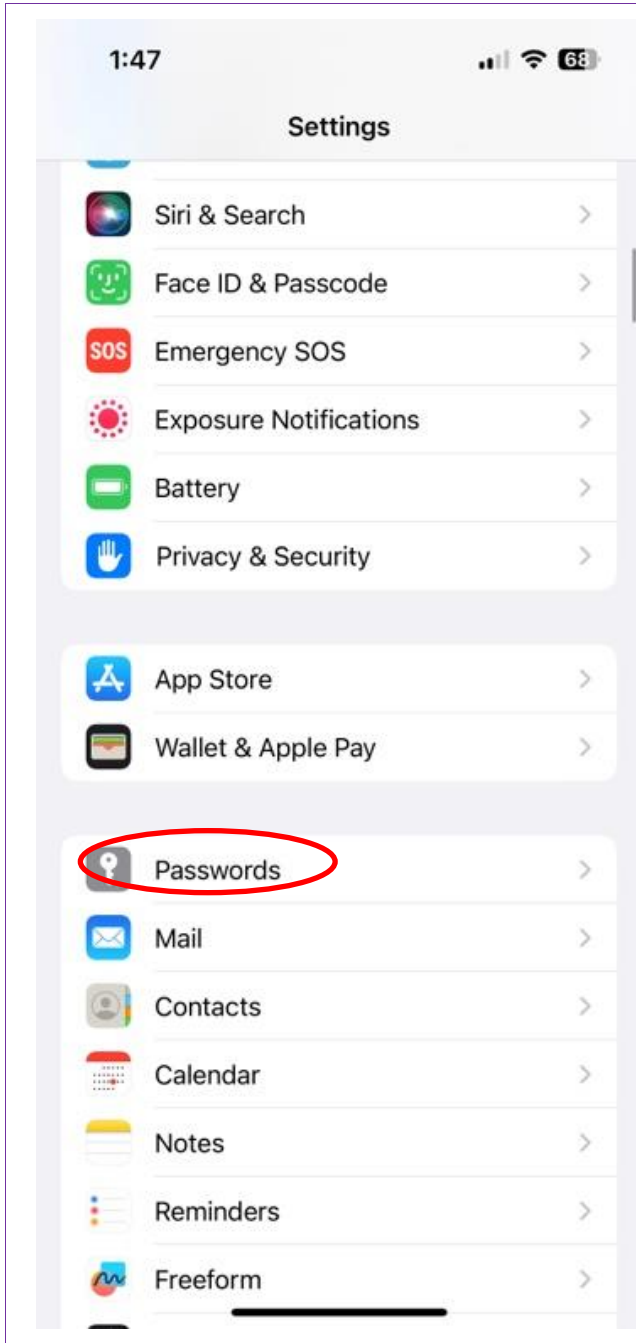 1:47
68
Settings
Siri & Search
Face ID & Passcode
SOS
Emergency SOS
Exposure Notifications
Battery
Privacy & Security
App Store
Wallet & Apple Pay
Passwords
Mail
Contacts
Calendar
Notes
Reminders
Freeform